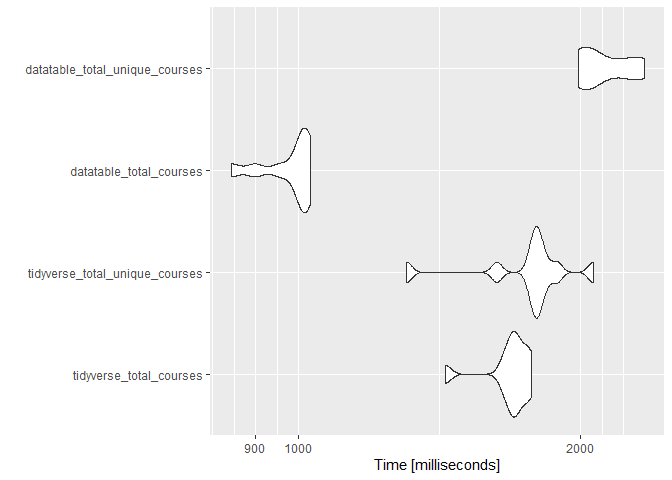 datatable_total_unique_courses
datatable_total_courses
tidyverse_total_unique_courses
tidyverse_total_courses
900 1000 2000
Time [milliseconds]